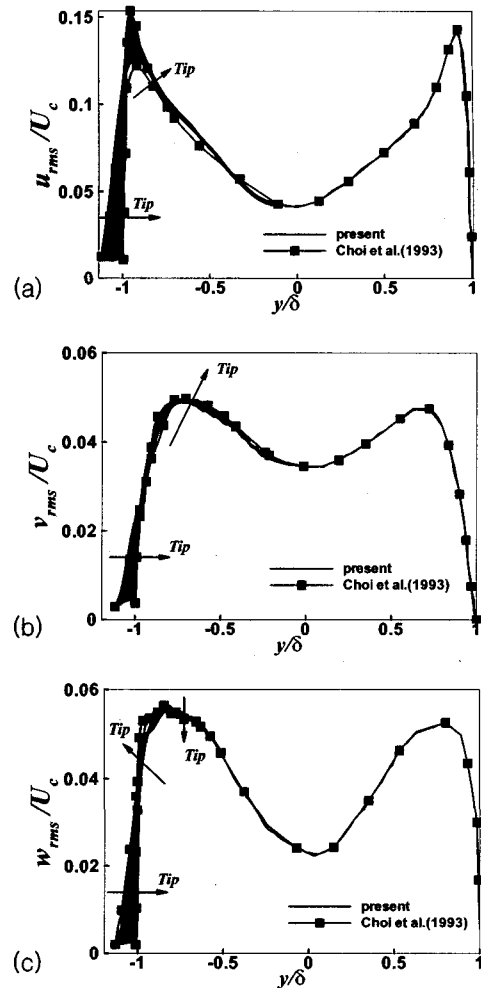 0.15
0.1
0.05
0
u_rms/U_c
Tip
Tip
present
Choi et al.(1993)
-1 -0.5 0 0.5 1
y/δ
(a)
0.06
0.04
0.02
0
v_rms/U_c
Tip
Tip
present
Choi et al.(1993)
-1 -0.5 0 0.5 1
y/δ
(b)
0.06
0.04
0.02
0
w_rms/U_c
Tip
Tip
Tip
present
Choi et al.(1993)
-1 -0.5 0 0.5 1
y/δ
(c)